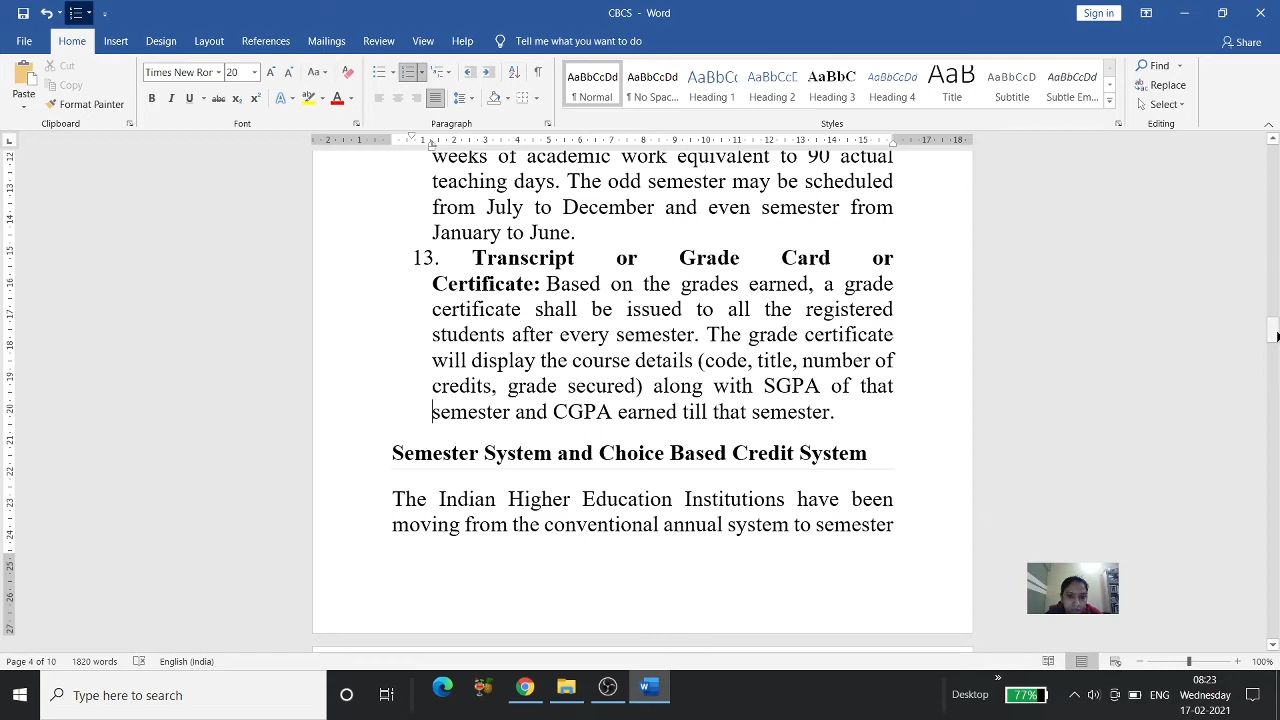 CBCS - Word
Sign in
File Home Insert Design Layout References Mailings Review View Help Tell me what you want to do Share
Paste
Cut
Copy
Format Painter
Clipboard
Times New Ror 20
Font
Paragraph
AaBbCcDd AaBbCcDd AaBbCc AaBbCcD AaBbC AaBbCcDd AaB AaBbCcD AaBbCcDd
¶ Normal ¶ No Spac... Heading 1 Heading 2 Heading 3 Heading 4 Title Subtitle Subtle Em...
Styles
Find
Replace
Select
Editing
weeks of academic work equivalent to 90 actual
teaching days. The odd semester may be scheduled
from July to December and even semester from
January to June.
13. Transcript or Grade Card or
Certificate: Based on the grades earned, a grade
certificate shall be issued to all the registered
students after every semester. The grade certificate
will display the course details (code, title, number of
credits, grade secured) along with SGPA of that
semester and CGPA earned till that semester.
Semester System and Choice Based Credit System
The Indian Higher Education Institutions have been
moving from the conventional annual system to semester
Page 4 of 10 1820 words English (India) 100%
Type here to search
Desktop 77% ENG
08:23
Wednesday
17-02-2021